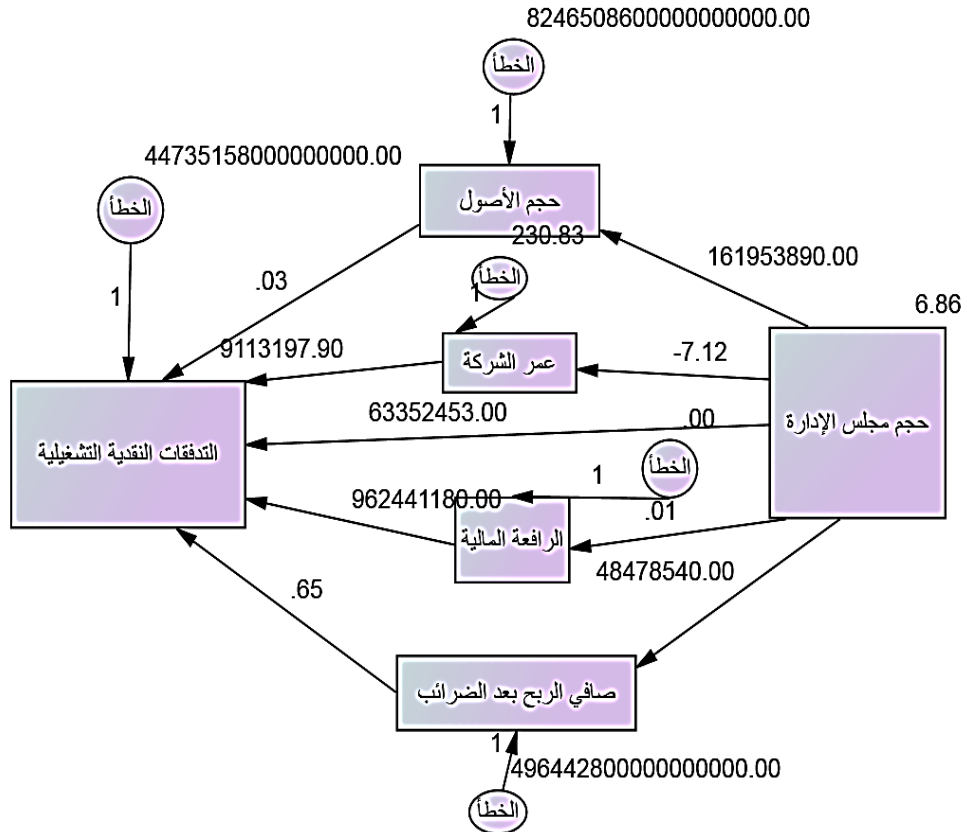 8246508600000000000.00
الخطأ
1
44735158000000000.00
الخطأ
1
حجم الأصول
230.83
الخطأ
1
161953890.00
6.86
.03
9113197.90
عمر الشركة
-7.12
حجم مجلس الإدارة
63352453.00
.00
التدفقات النقدية التشغيلية
الخطأ
1
962441180.00
.01
الرافعة المالية
48478540.00
.65
صافي الربح بعد الضرائب
1
496442800000000000.00
الخطأ